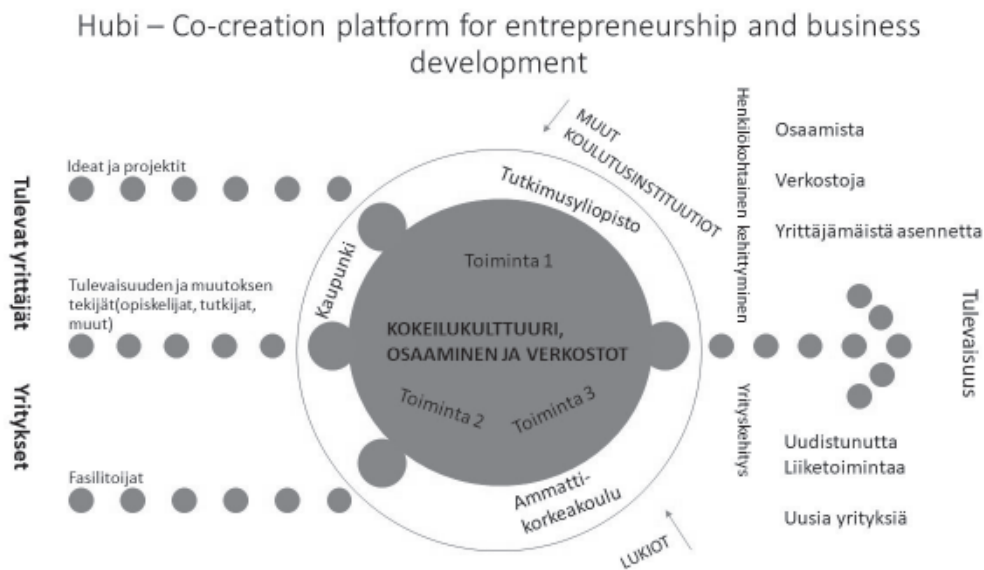 Hubi – Co-creation platform for entrepreneurship and business
development
Tulevat yrittäjät
Yritykset
Ideat ja projektit
Tulevaisuuden ja muutoksen
tekijät(opiskelijat, tutkijat,
muut)
Fasilitoijat
Kaupunki
Tutkimusyliopisto
Ammatti-
korkeakoulu
Toiminta 1
KOKEILUKULTTUURI,
OSAAMINEN JA VERKOSTOT
Toiminta 2
Toiminta 3
MUUT
KOULUTUSINSTITUUTIOT
LUKIOT
Henkilökohtainen kehittyminen
Yrityskehitys
Osaamista
Verkostoja
Yrittäjämäistä asennetta
Uudistunutta
Liiketoimintaa
Uusia yrityksiä
Tulevaisuus